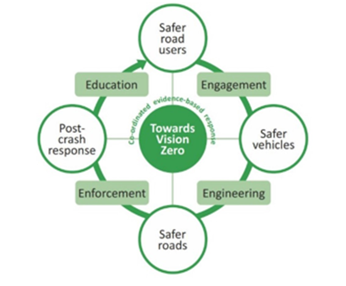 Safer
road
users
Education
Engagement
Co-ordinated evidence-based response
Post-
crash
response
Towards
Vision
Zero
Safer
vehicles
Enforcement
Engineering
Safer
roads